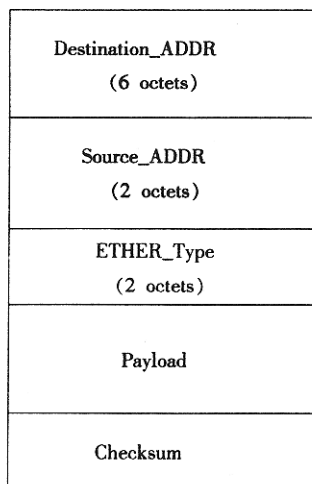 Destination_ADDR
(6 octets)
Source_ADDR
(2 octets)
ETHER_Type
(2 octets)
Payload
Checksum